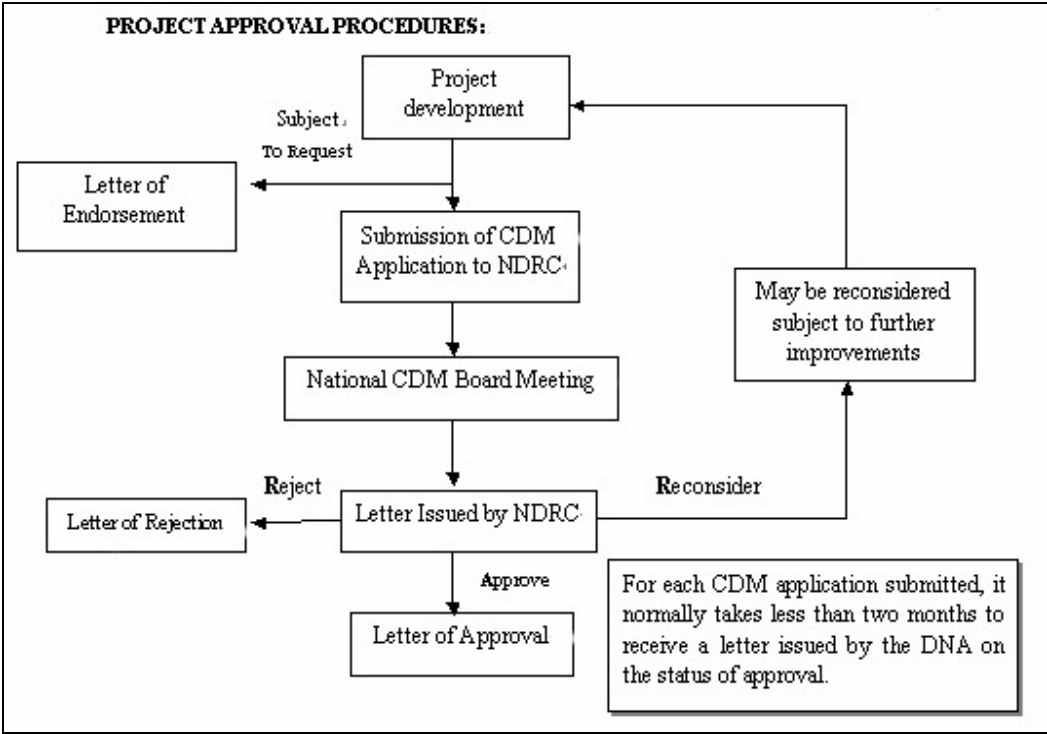 PROJECT APPROVAL PROCEDURES:
Project
development
Subject
To Request
Letter of
Endorsement
Submission of CDM
Application to NDRC
May be reconsidered
subject to further
improvements
National CDM Board Meeting
Reject
Reconsider
Letter of Rejection
Letter Issued by NDRC
Approve
Letter of Approval
For each CDM application submitted, it
normally takes less than two months to
receive a letter issued by the DNA on
the status of approval.